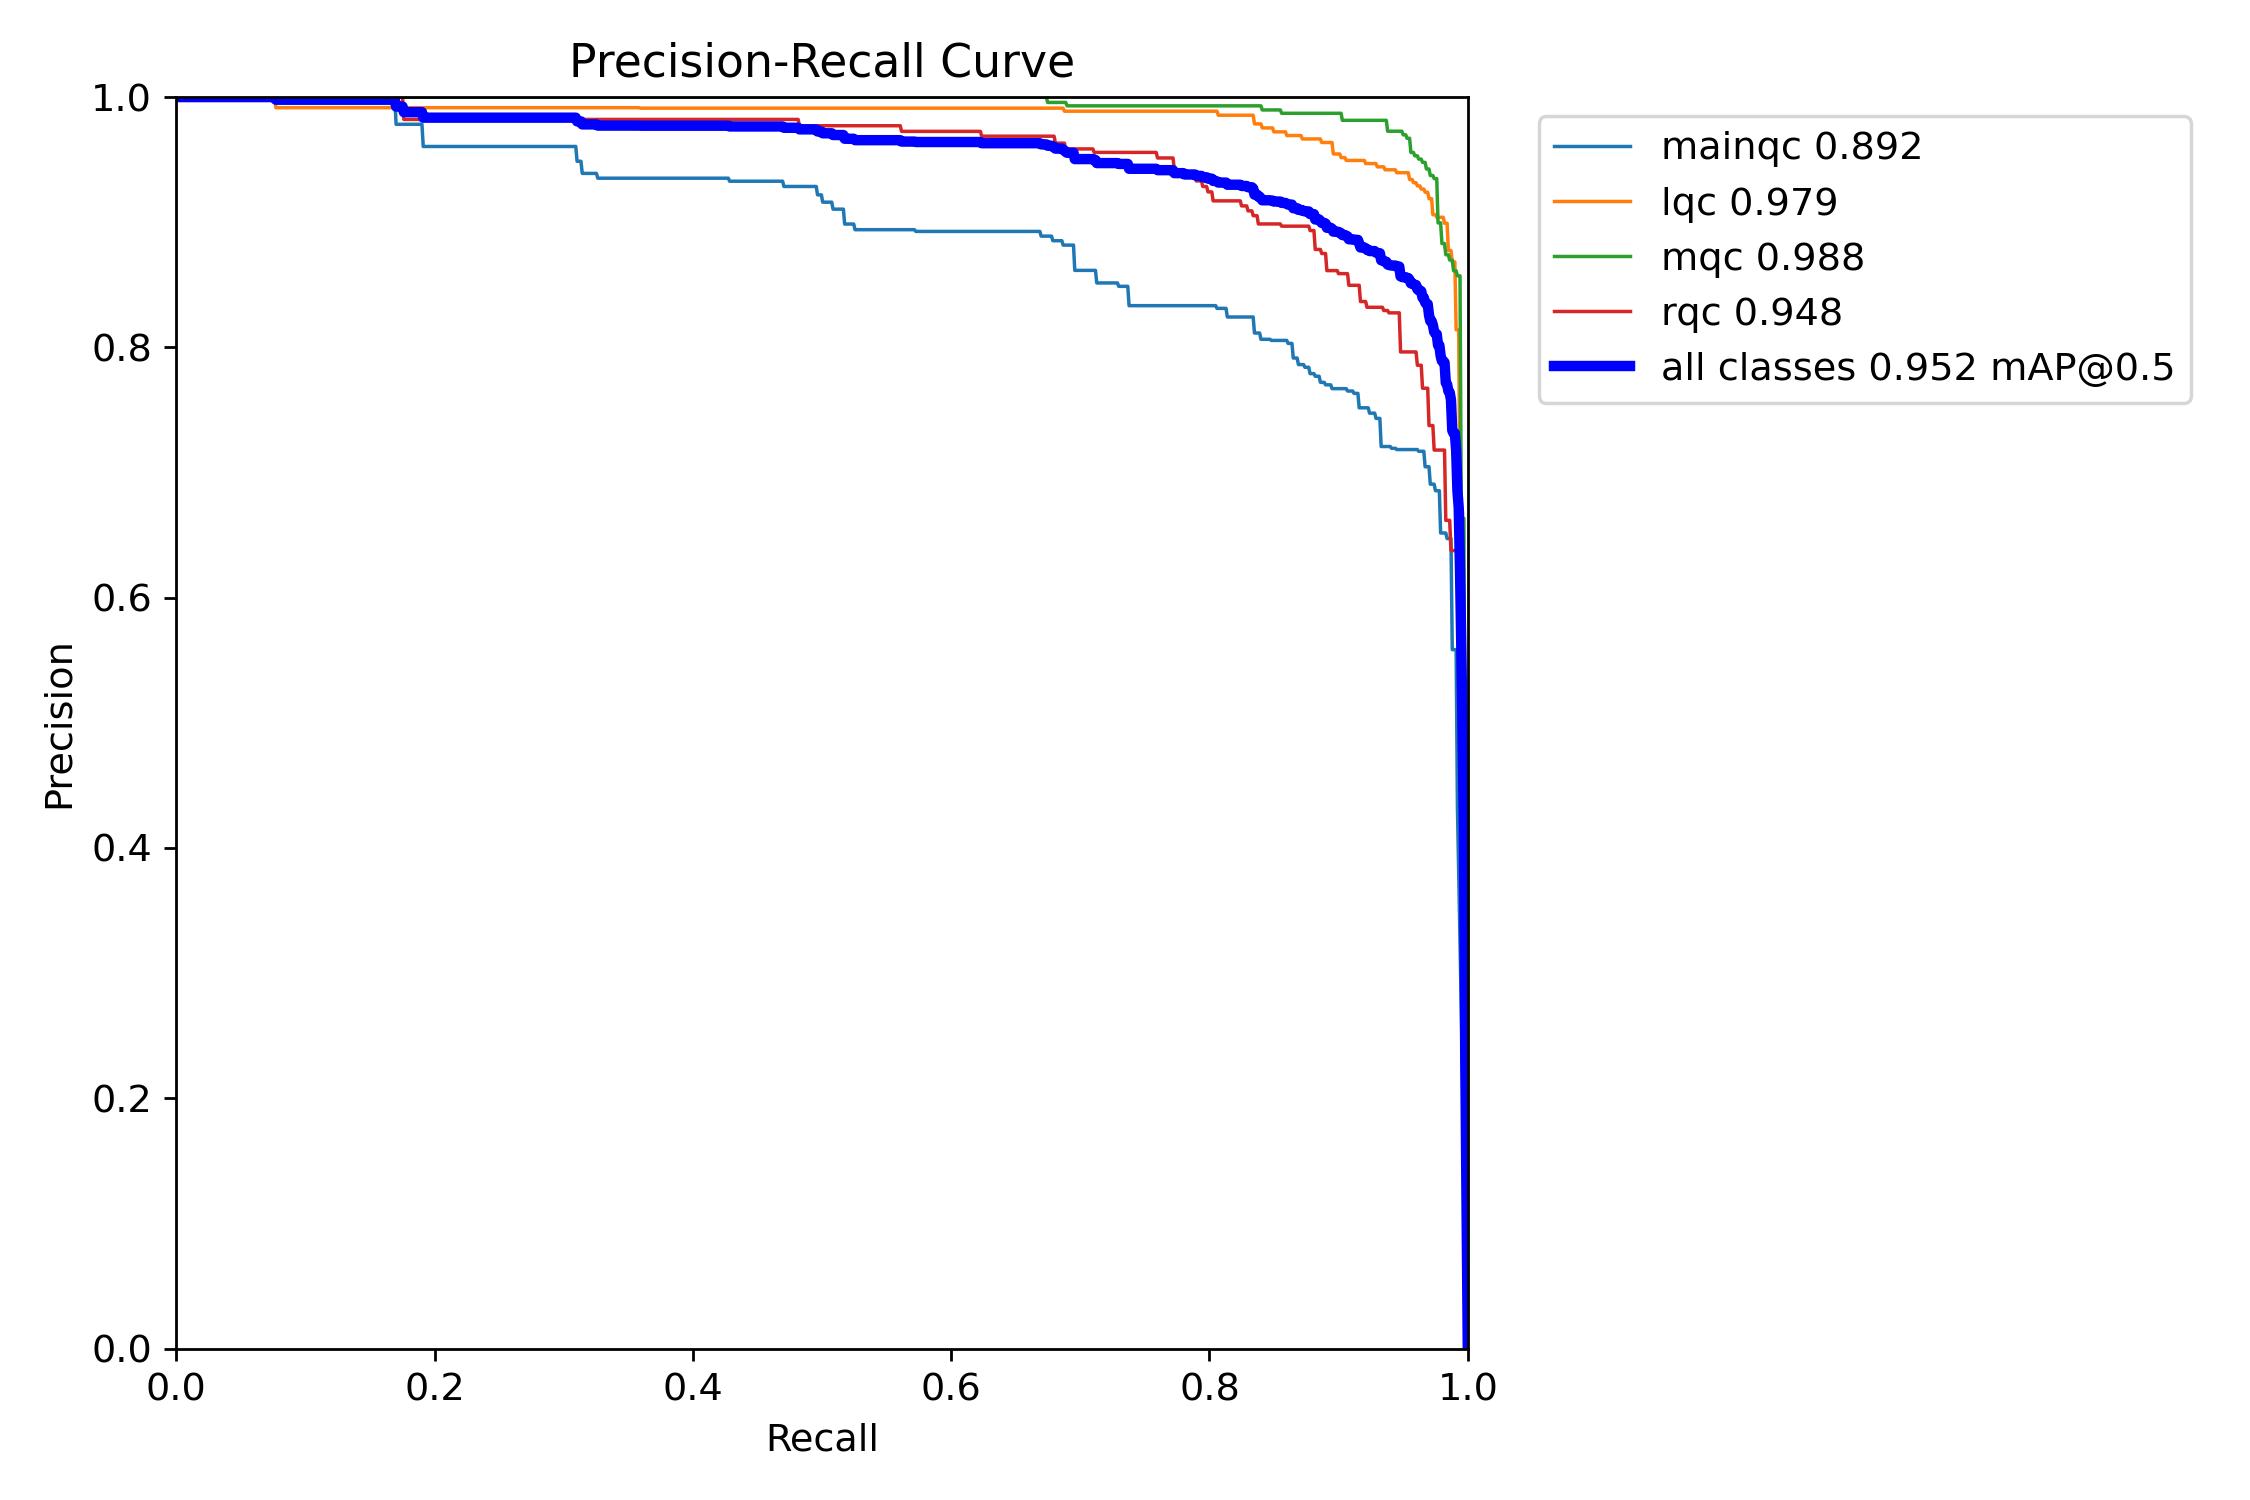 Precision-Recall Curve
1.0
0.8
0.6
0.4
0.2
0.0
Precision
0.0 0.2 0.4 0.6 0.8 1.0
Recall
mainqc 0.892
lqc 0.979
mqc 0.988
rqc 0.948
all classes 0.952 mAP@0.5